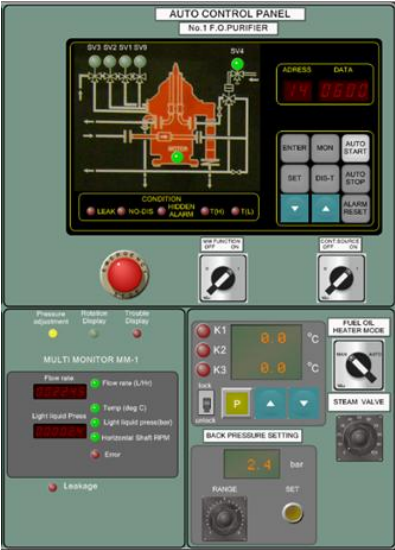 AUTO CONTROL PANEL
No.1 F.O.PURIFIER
SV3 SV2 SV1 SV9
SV4
ADRESS DATA
14 0600
MOTOR
CONDITION
LEAK NO-DIS HIDDEN ALARM T(H) T(L)
ENTER MON AUTO START
SET DIS-T AUTO STOP
ALARM RESET
MM FUNCTION
OFF ON
CONT.SOURCE
OFF ON
Pressure adjustment
Rotation Display
Trouble Display
MULTI MONITOR MM-1
Flow rate
Flow rate (L/Hr)
Temp (deg C)
Light liquid Press
Light liquid press(bar)
Horizontal Shaft RPM
Error
Leakage
K1 0.0 °C
K2
K3 0.0 °C
lock
unlock
P
FUEL OIL HEATER MODE
MAN AUTO
STEAM VALVE
BACK PRESSURE SETTING
2.4 bar
RANGE SET